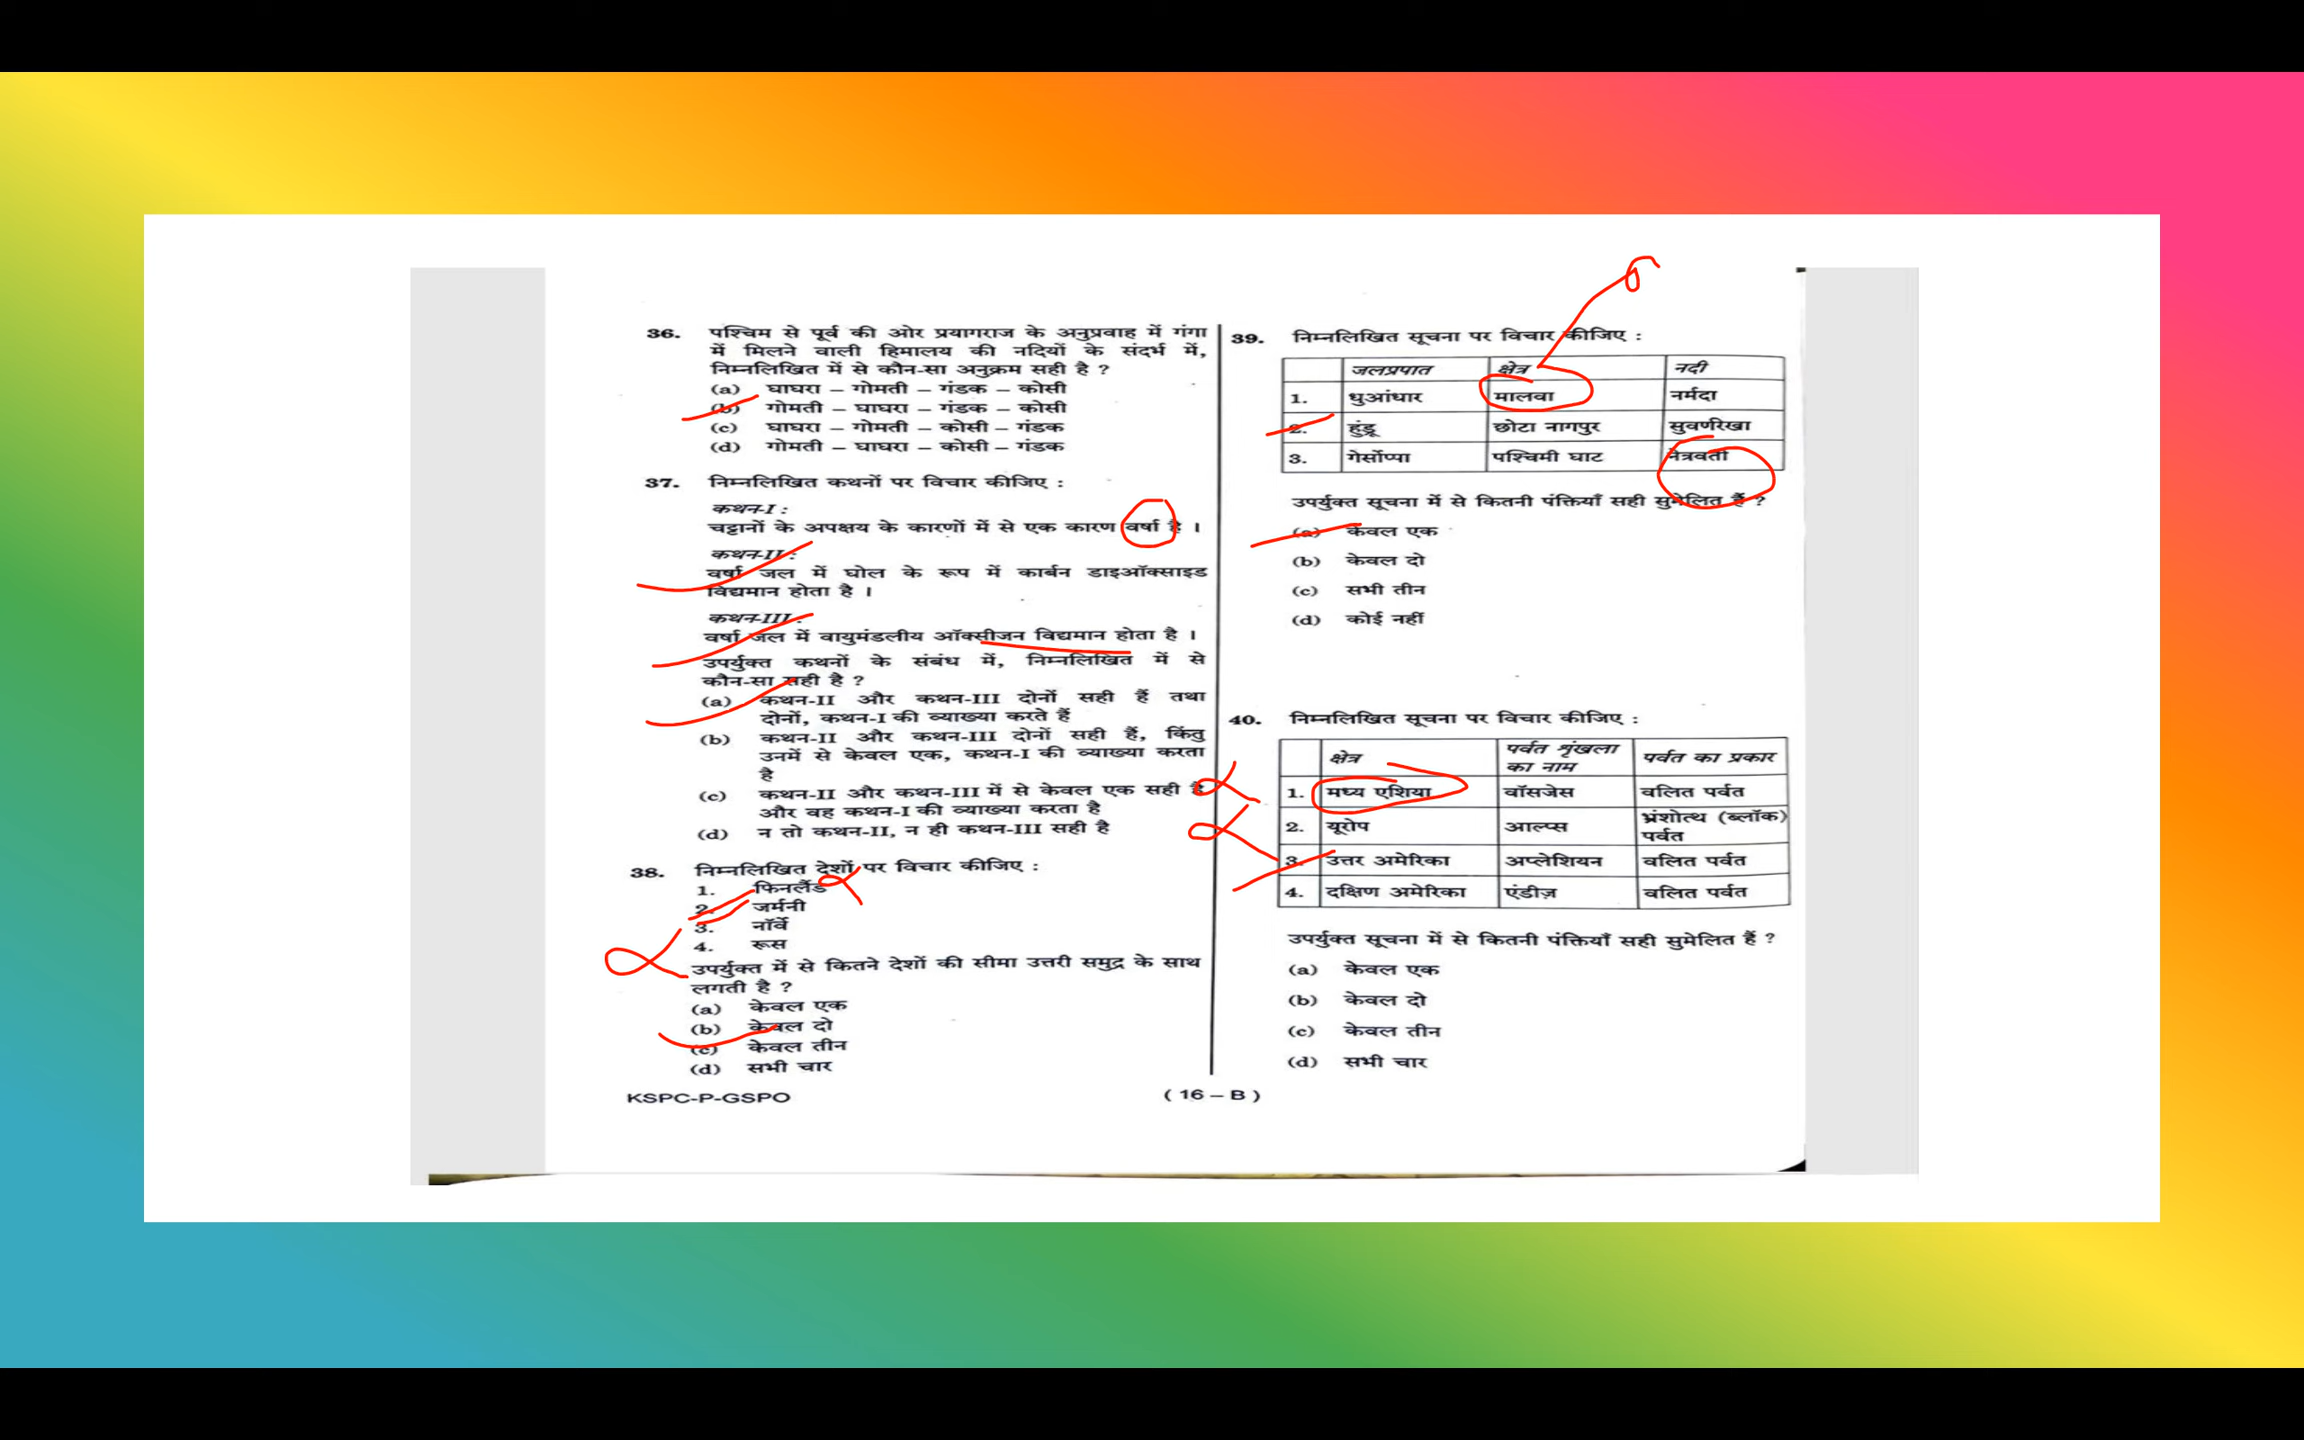 36. पश्चिम से पूर्व की ओर प्रयागराज के अनुप्रवाह में गंगा
में मिलने वाली हिमालय की नदियों के संदर्भ में,
निम्नलिखित में से कौन-सा अनुक्रम सही है ?
(a) घाघरा – गोमती – गंडक – कोसी
(b) गोमती – घाघरा – गंडक – कोसी
(c) घाघरा – गोमती – कोसी – गंडक
(d) गोमती – घाघरा – कोसी – गंडक
37. निम्नलिखित कथनों पर विचार कीजिए :
कथन-I :
चट्टानों के अपक्षय के कारणों में से एक कारण वर्षा है ।
कथन-II :
वर्षा जल में घोल के रूप में कार्बन डाइऑक्साइड
विद्यमान होता है ।
कथन-III :
वर्षा जल में वायुमंडलीय ऑक्सीजन विद्यमान होता है ।
उपर्युक्त कथनों के संबंध में, निम्नलिखित में से
कौन-सा सही है ?
(a) कथन-II और कथन-III दोनों सही हैं तथा
दोनों, कथन-I की व्याख्या करते हैं
(b) कथन-II और कथन-III दोनों सही हैं, किंतु
उनमें से केवल एक, कथन-I की व्याख्या करता
है
(c) कथन-II और कथन-III में से केवल एक सही है
और वह कथन-I की व्याख्या करता है
(d) न तो कथन-II, न ही कथन-III सही है
38. निम्नलिखित देशों पर विचार कीजिए :
1. फिनलैंड
2. जर्मनी
3. नॉर्वे
4. रूस
उपर्युक्त में से कितने देशों की सीमा उत्तरी समुद्र के साथ
लगती है ?
(a) केवल एक
(b) केवल दो
(c) केवल तीन
(d) सभी चार
39. निम्नलिखित सूचना पर विचार कीजिए :
जलप्रपात क्षेत्र नदी
1. धुआंधार मालवा नर्मदा
2. हुंडू छोटा नागपुर सुवर्णरेखा
3. गेर्सोप्पा पश्चिमी घाट नेत्रवती
उपर्युक्त सूचना में से कितनी पंक्तियाँ सही सुमेलित हैं ?
(a) केवल एक
(b) केवल दो
(c) सभी तीन
(d) कोई नहीं
40. निम्नलिखित सूचना पर विचार कीजिए :
क्षेत्र पर्वत शृंखला का नाम पर्वत का प्रकार
1. मध्य एशिया वॉसजेस वलित पर्वत
2. यूरोप आल्प्स भ्रंशोत्थ (ब्लॉक) पर्वत
3. उत्तर अमेरिका अप्लेशियन वलित पर्वत
4. दक्षिण अमेरिका एंडीज़ वलित पर्वत
उपर्युक्त सूचना में से कितनी पंक्तियाँ सही सुमेलित हैं ?
(a) केवल एक
(b) केवल दो
(c) केवल तीन
(d) सभी चार
KSPC-P-GSPO
( 16 – B )